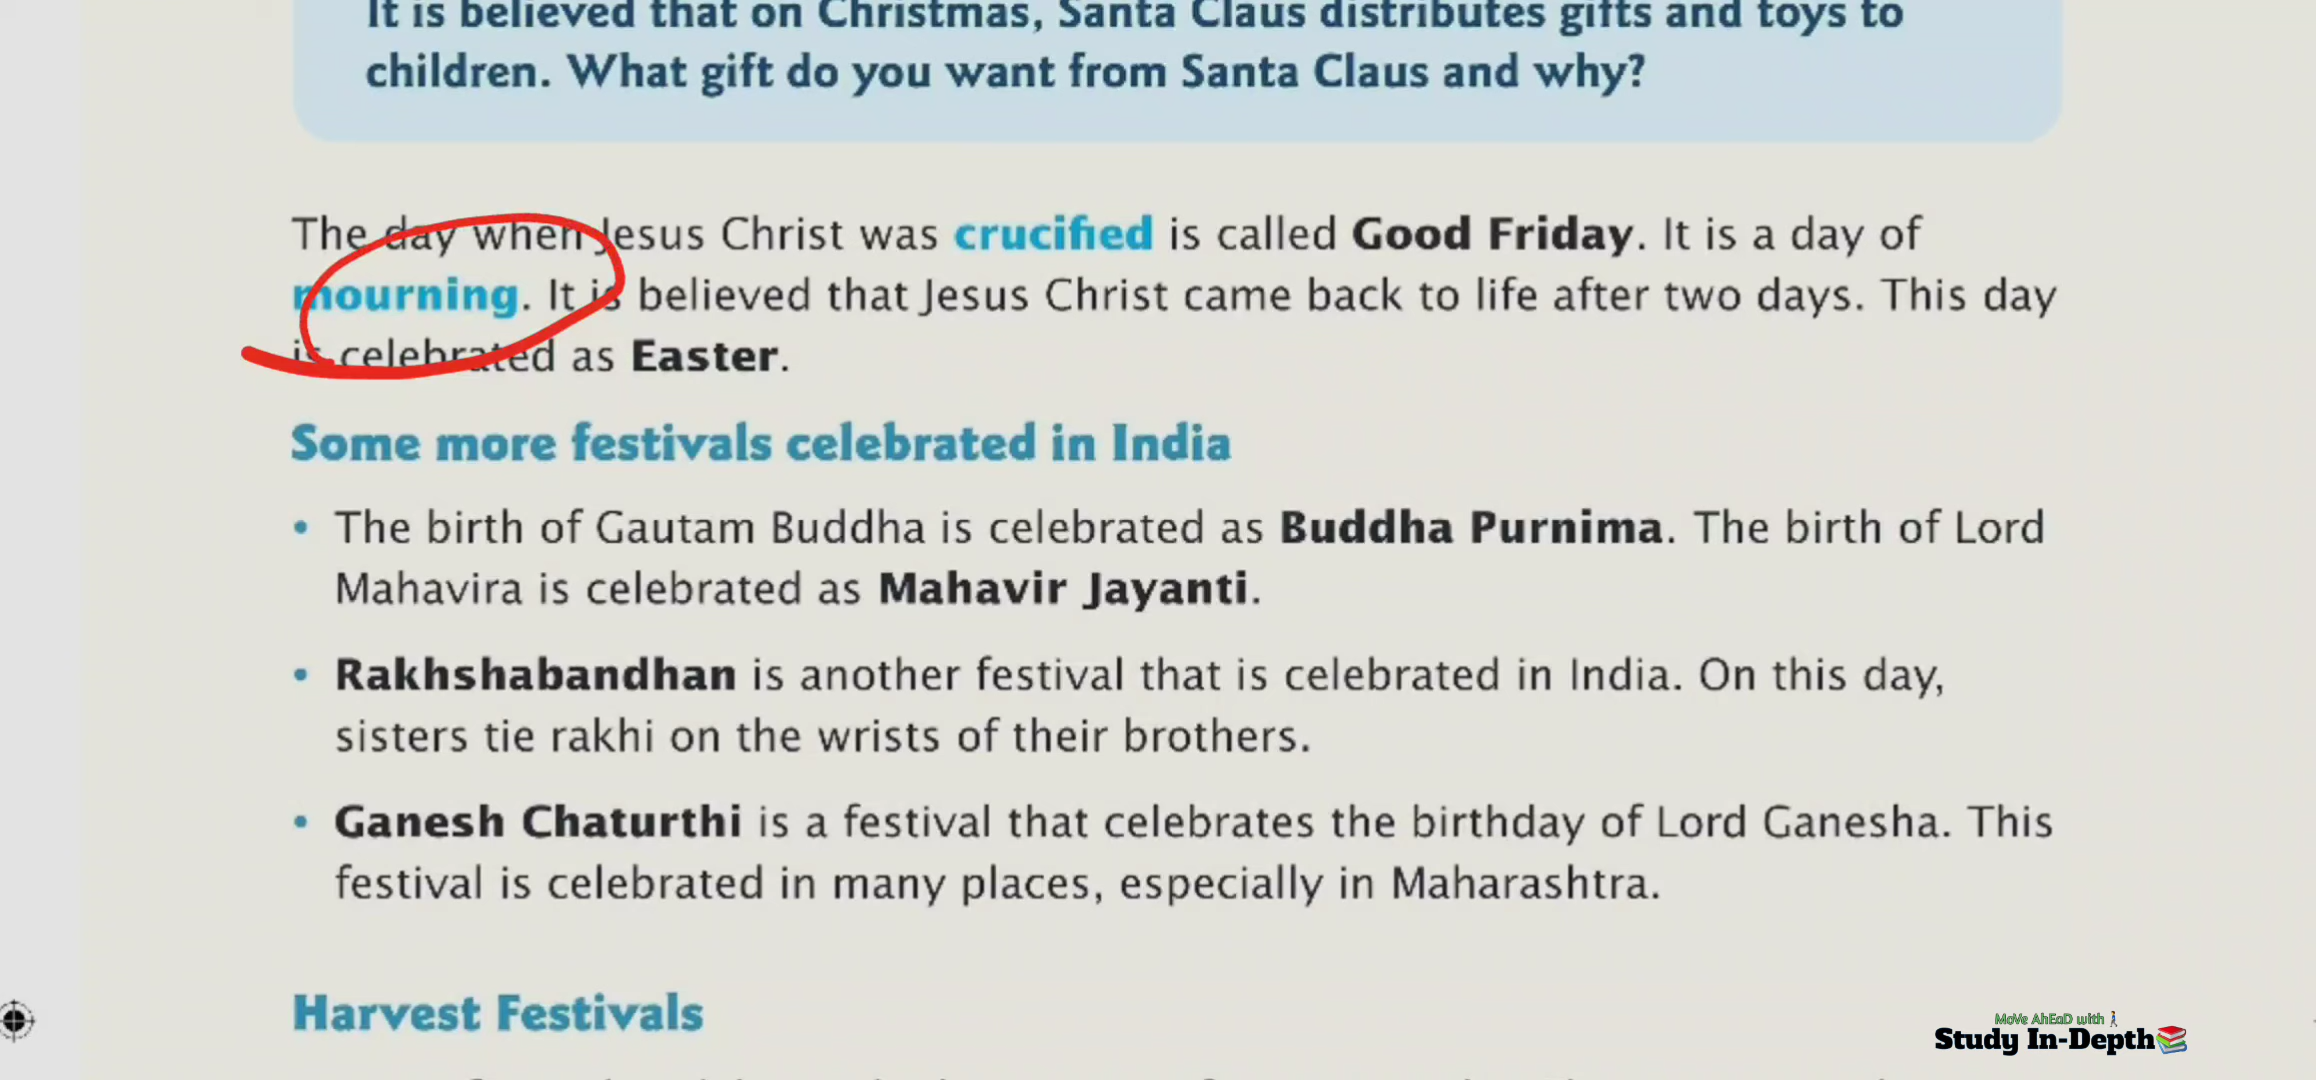 It is believed that on Christmas, Santa Claus distributes gifts and toys to
children. What gift do you want from Santa Claus and why?
The day when Jesus Christ was crucified is called Good Friday. It is a day of
mourning. It is believed that Jesus Christ came back to life after two days. This day
is celebrated as Easter.
Some more festivals celebrated in India
• The birth of Gautam Buddha is celebrated as Buddha Purnima. The birth of Lord
Mahavira is celebrated as Mahavir Jayanti.
• Rakhshabandhan is another festival that is celebrated in India. On this day,
sisters tie rakhi on the wrists of their brothers.
• Ganesh Chaturthi is a festival that celebrates the birthday of Lord Ganesha. This
festival is celebrated in many places, especially in Maharashtra.
Harvest Festivals
MoVe AhEaD with
Study In-Depth